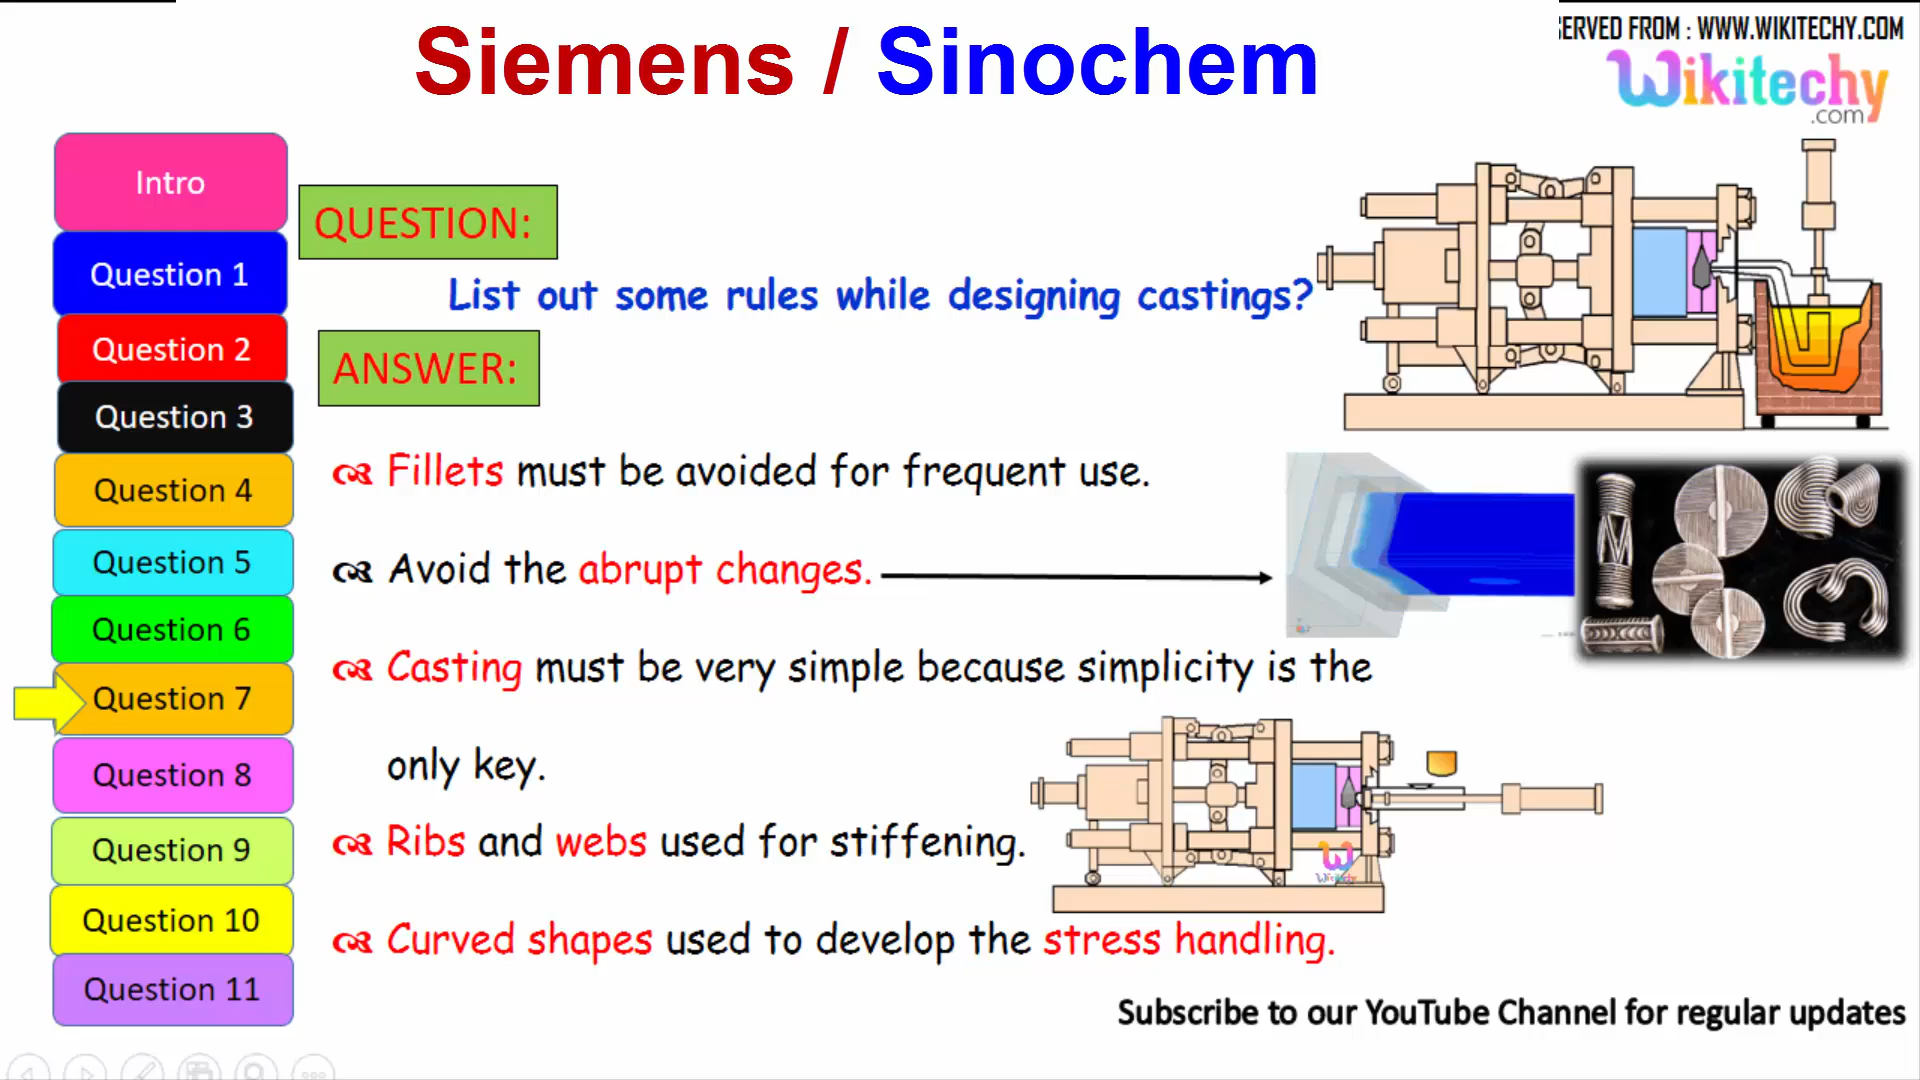 Siemens / Sinochem
SERVED FROM : WWW.WIKITECHY.COM
Wikitechy
.com
Intro
Question 1
Question 2
Question 3
Question 4
Question 5
Question 6
Question 7
Question 8
Question 9
Question 10
Question 11
QUESTION:
List out some rules while designing castings?
ANSWER:
Fillets must be avoided for frequent use.
Avoid the abrupt changes.
Casting must be very simple because simplicity is the
only key.
Ribs and webs used for stiffening.
Wikitechy
Curved shapes used to develop the stress handling.
Subscribe to our YouTube Channel for regular updates